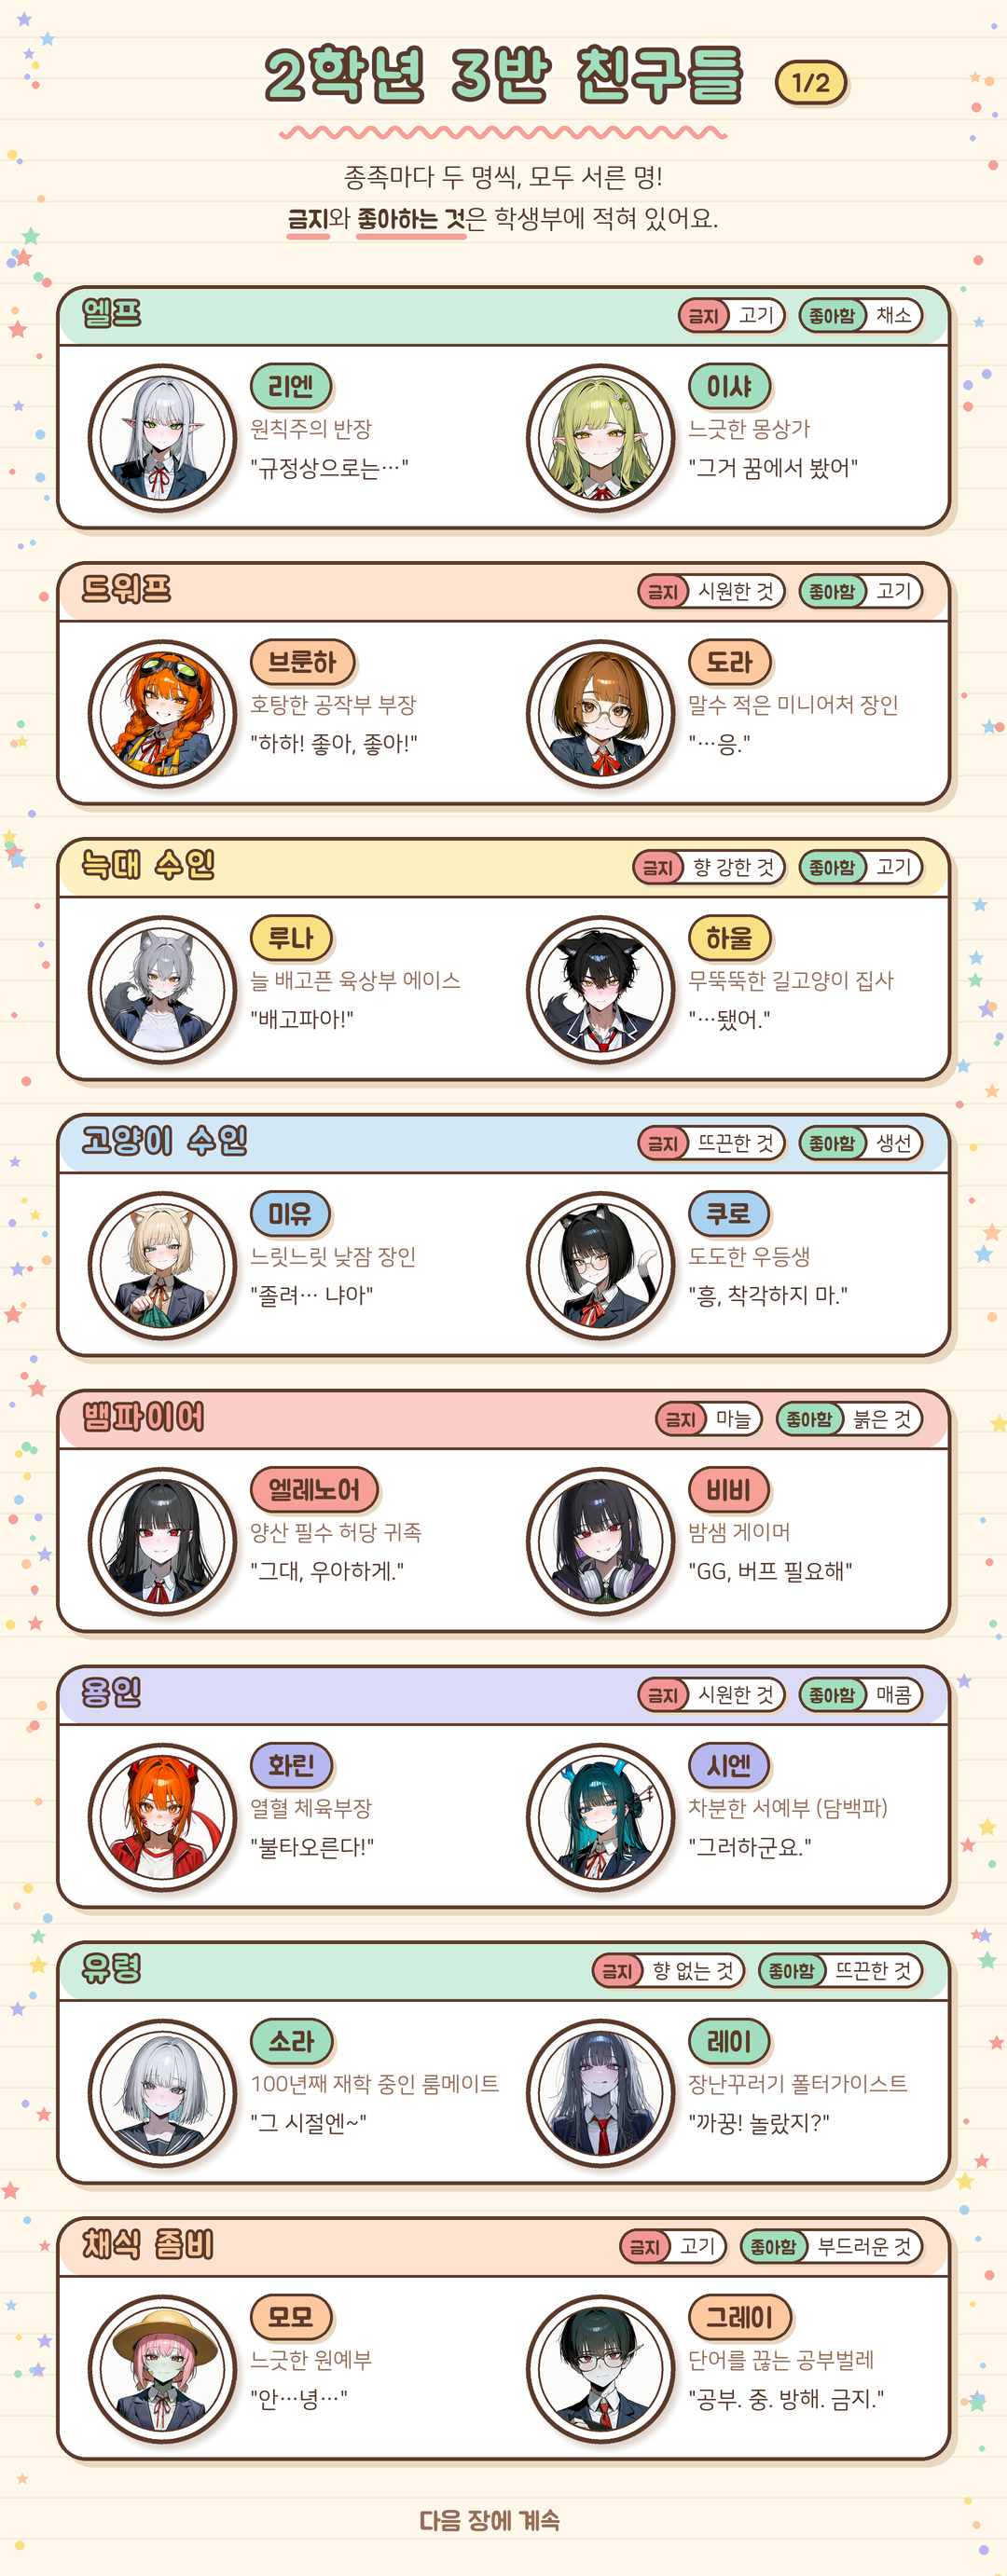 2학년 3반 친구들
1/2
종족마다 두 명씩, 모두 서른 명!
금지와 좋아하는 것은 학생부에 적혀 있어요.
엘프
금지 고기 좋아함 채소
리엔
원칙주의 반장
"규정상으로는…"
이샤
느긋한 몽상가
"그거 꿈에서 봤어"
드워프
금지 시원한 것 좋아함 고기
브룬하
호탕한 공작부 부장
"하하! 좋아, 좋아!"
도라
말수 적은 미니어처 장인
"…응."
늑대 수인
금지 향 강한 것 좋아함 고기
루나
늘 배고픈 육상부 에이스
"배고파아!"
하울
무뚝뚝한 길고양이 집사
"…됐어."
고양이 수인
금지 뜨끈한 것 좋아함 생선
미유
느릿느릿 낮잠 장인
"졸려… 냐아"
쿠로
도도한 우등생
"흥, 착각하지 마."
뱀파이어
금지 마늘 좋아함 붉은 것
엘레노어
양산 필수 허당 귀족
"그대, 우아하게."
비비
밤샘 게이머
"GG, 버프 필요해"
용인
금지 시원한 것 좋아함 매콤
화린
열혈 체육부장
"불타오른다!"
시엔
차분한 서예부 (담백파)
"그러하군요."
유령
금지 향 없는 것 좋아함 뜨끈한 것
소라
100년째 재학 중인 룸메이트
"그 시절엔~"
레이
장난꾸러기 폴터가이스트
"까꿍! 놀랐지?"
채식 좀비
금지 고기 좋아함 부드러운 것
모모
느긋한 원예부
"안…녕…"
그레이
단어를 끊는 공부벌레
"공부. 중. 방해. 금지."
다음 장에 계속